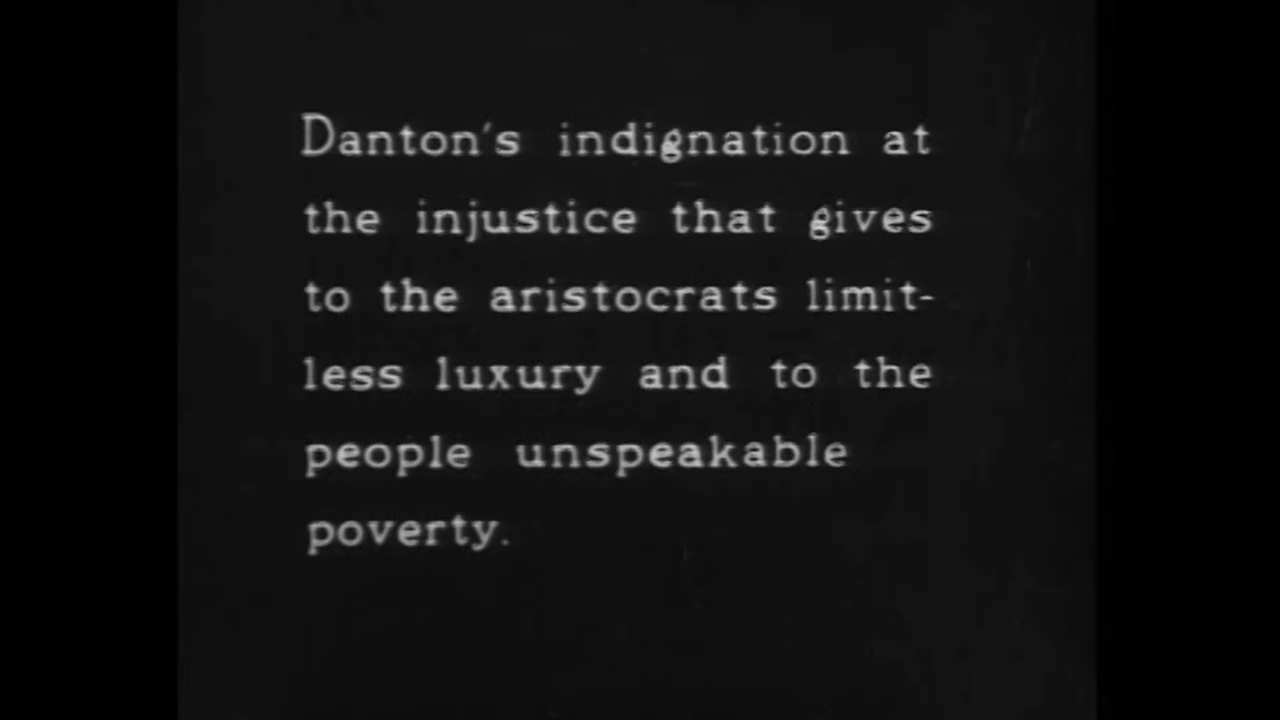 Danton's indignation at
the injustice that gives
to the aristocrats limit-
less luxury and to the
people unspeakable
poverty.